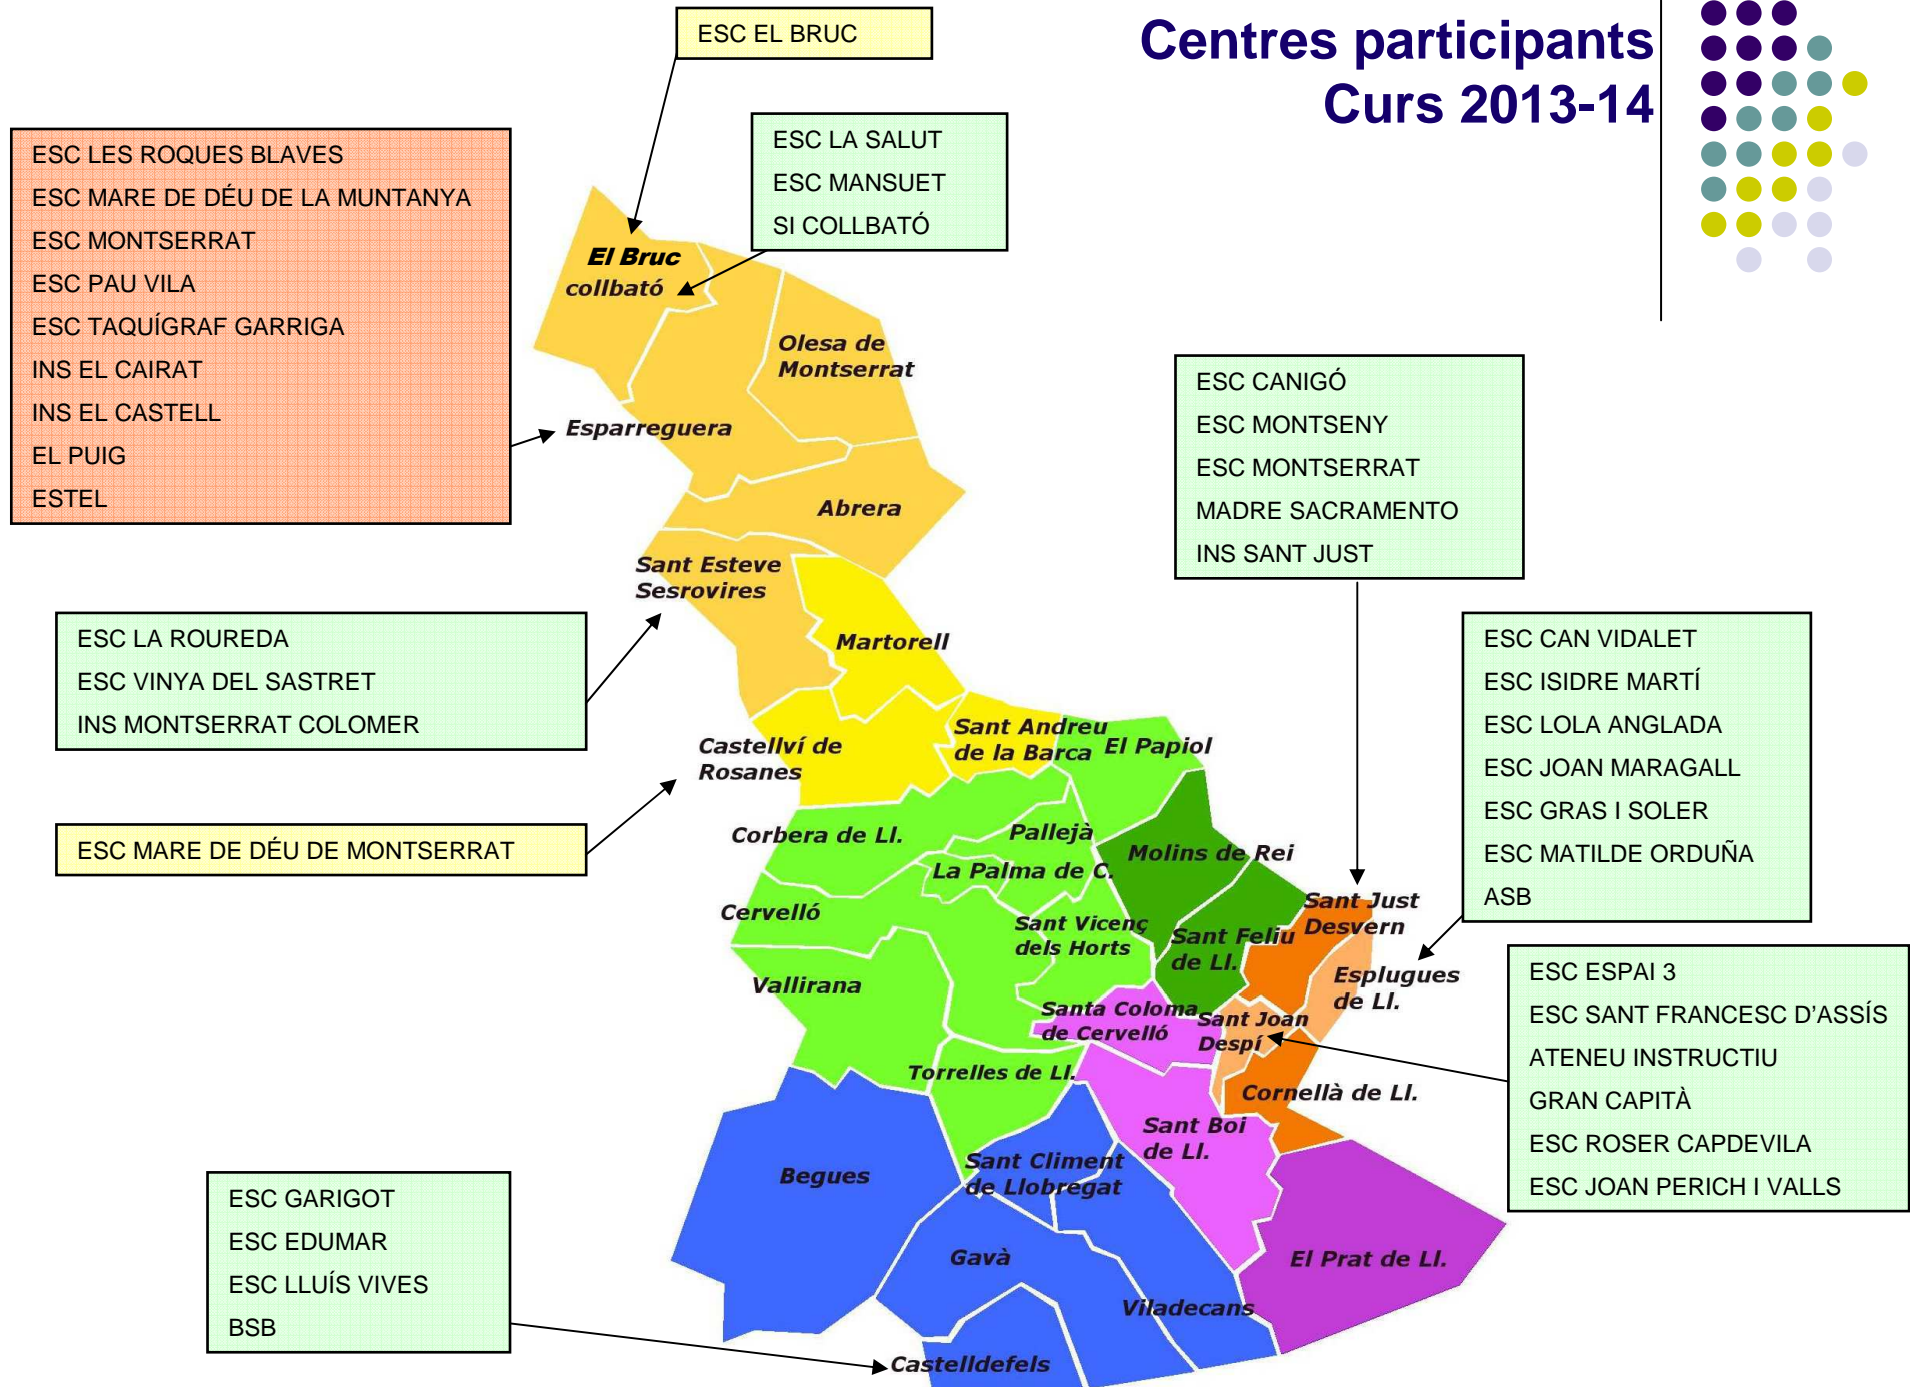 Centres participants
Curs 2013-14
ESC EL BRUC
ESC LA SALUT
ESC MANSUET
SI COLLBATÓ
ESC LES ROQUES BLAVES
ESC MARE DE DÉU DE LA MUNTANYA
ESC MONTSERRAT
ESC PAU VILA
ESC TAQUÍGRAF GARRIGA
INS EL CAIRAT
INS EL CASTELL
EL PUIG
ESTEL
El Bruc
collbató
Olesa de
Montserrat
Esparreguera
Abrera
ESC CANIGÓ
ESC MONTSENY
ESC MONTSERRAT
MADRE SACRAMENTO
INS SANT JUST
Sant Esteve
Sesrovires
Martorell
ESC LA ROUREDA
ESC VINYA DEL SASTRET
INS MONTSERRAT COLOMER
ESC CAN VIDALET
ESC ISIDRE MARTÍ
ESC LOLA ANGLADA
ESC JOAN MARAGALL
ESC GRAS I SOLER
ESC MATILDE ORDUÑA
ASB
Castellví de
Rosanes
Sant Andreu
de la Barca
El Papiol
ESC MARE DE DÉU DE MONTSERRAT
Corbera de Ll.
Pallejà
Molins de Rei
La Palma de C.
Cervelló
Sant Vicenç
dels Horts
Sant Feliu
de Ll.
Sant Just
Desvern
Esplugues
de Ll.
Vallirana
Santa Coloma
de Cervelló
Sant Joan
Despí
ESC ESPAI 3
ESC SANT FRANCESC D'ASSÍS
ATENEU INSTRUCTIU
GRAN CAPITÀ
ESC ROSER CAPDEVILA
ESC JOAN PERICH I VALLS
Torrelles de Ll.
Cornellà de Ll.
Sant Boi
de Ll.
Begues
Sant Climent
de Llobregat
ESC GARIGOT
ESC EDUMAR
ESC LLUÍS VIVES
BSB
Gavà
El Prat de Ll.
Viladecans
Castelldefels